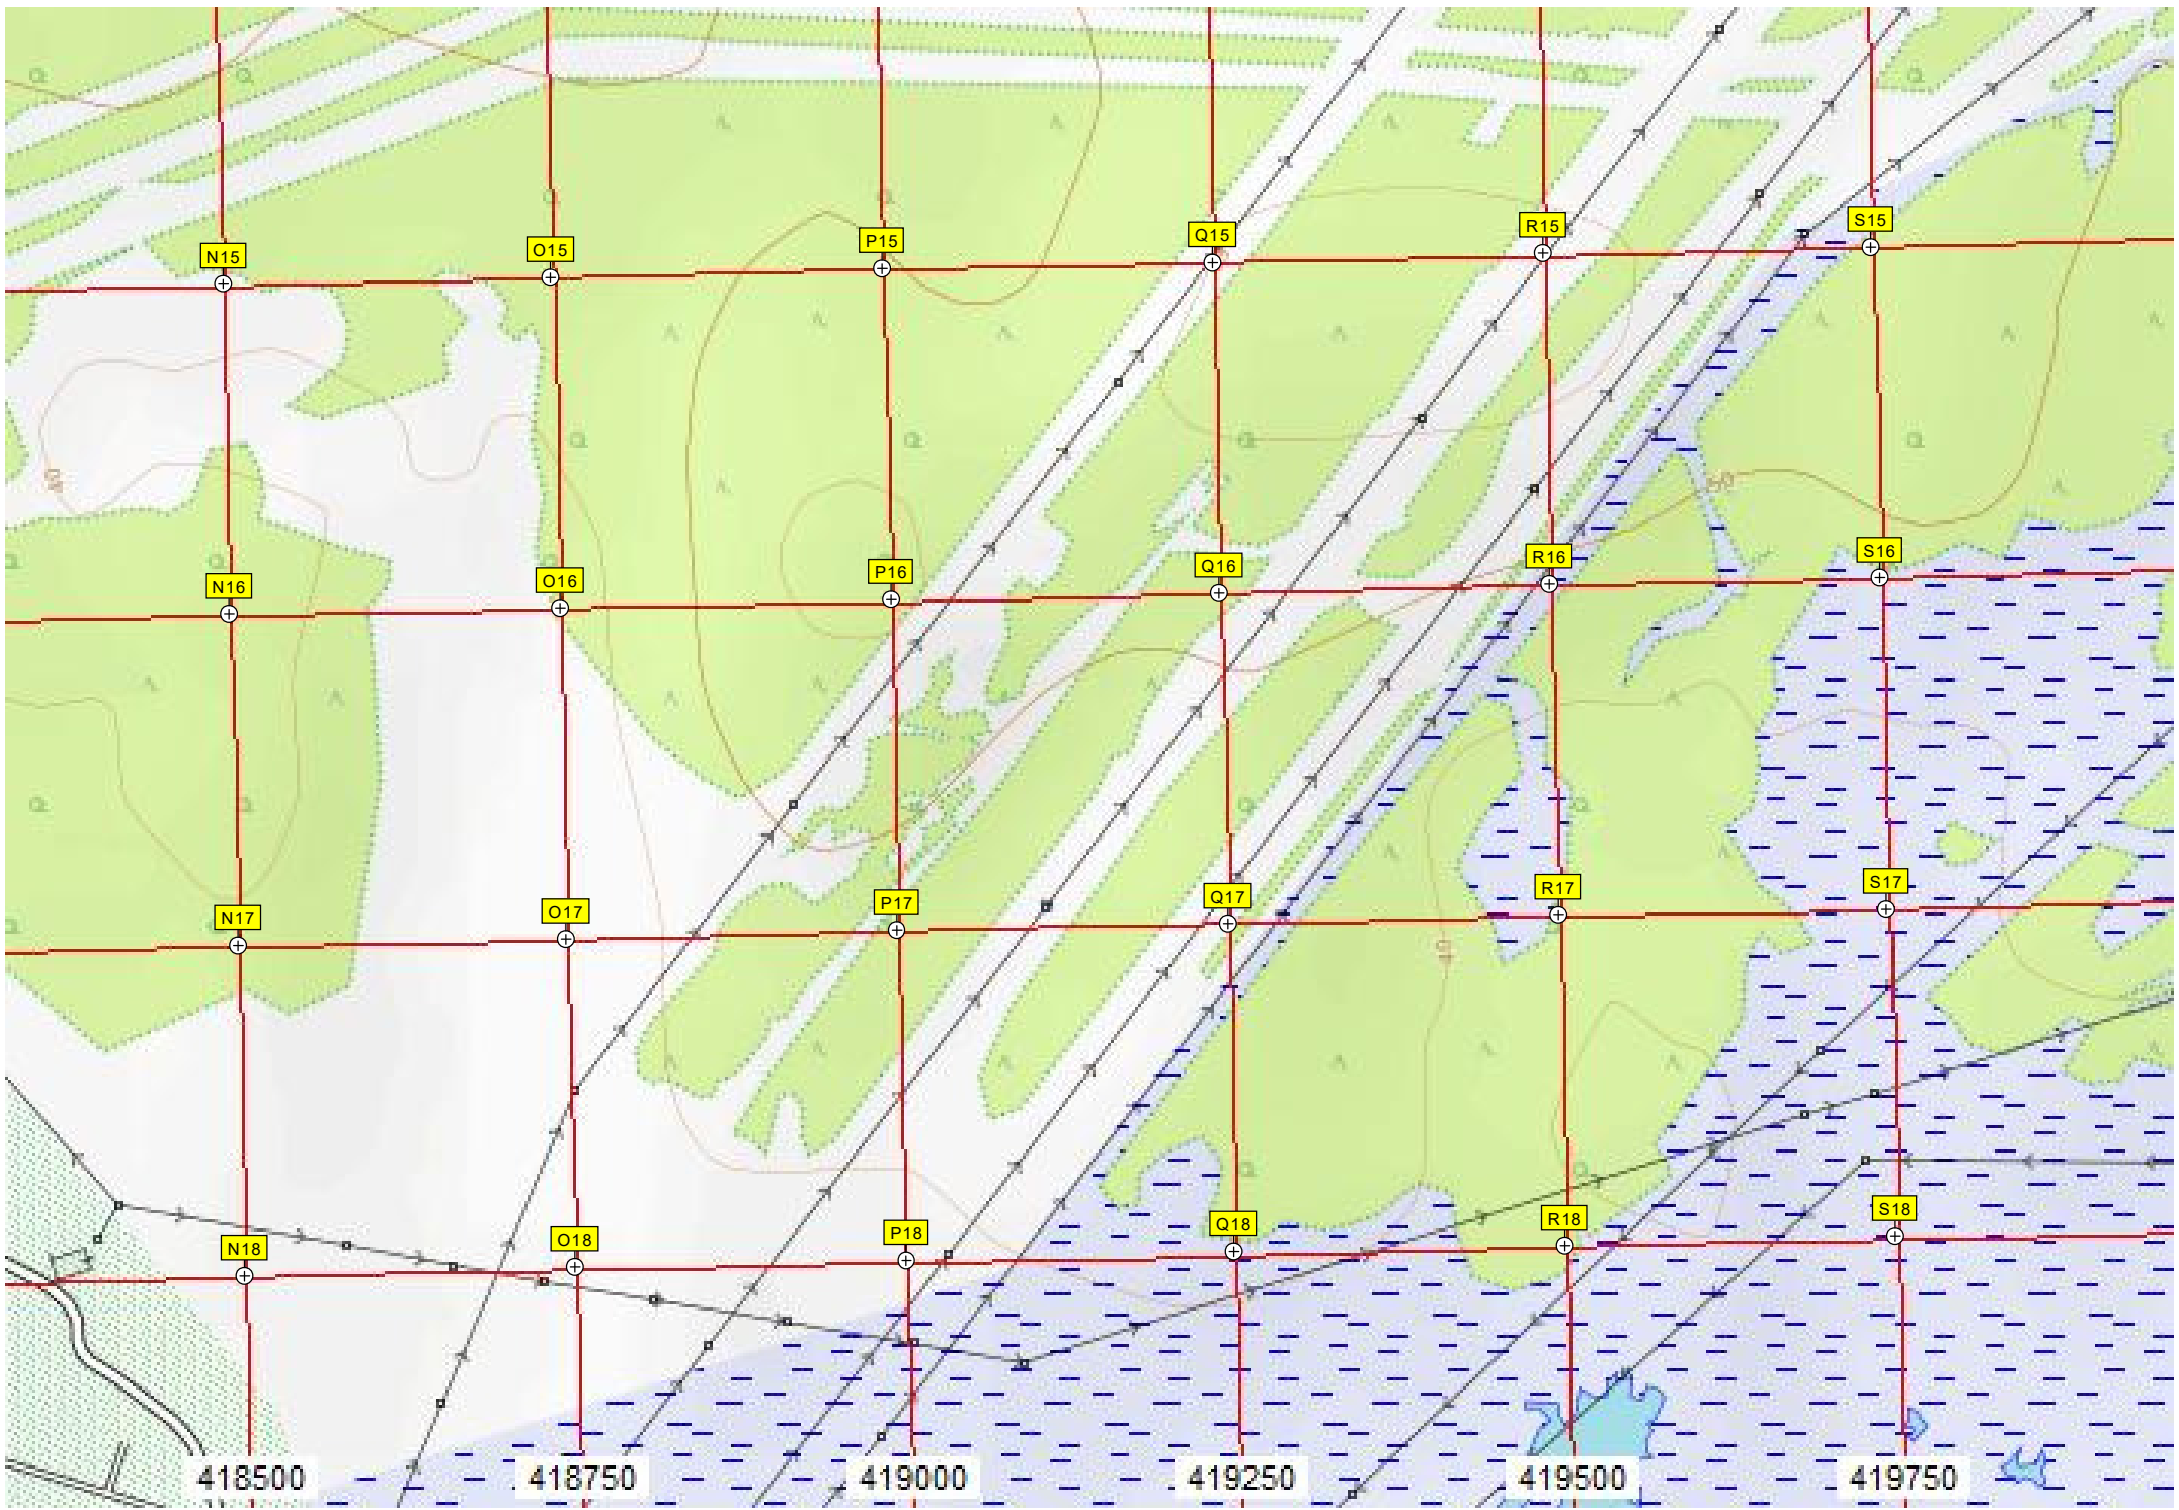 N15 O15 P15 Q15 R15 S15
50
N16 O16 P16 Q16 R16 S16
N17 O17 P17 Q17 R17 S17
N18 O18 P18 Q18 R18 S18
418500 418750 419000 419250 419500 419750